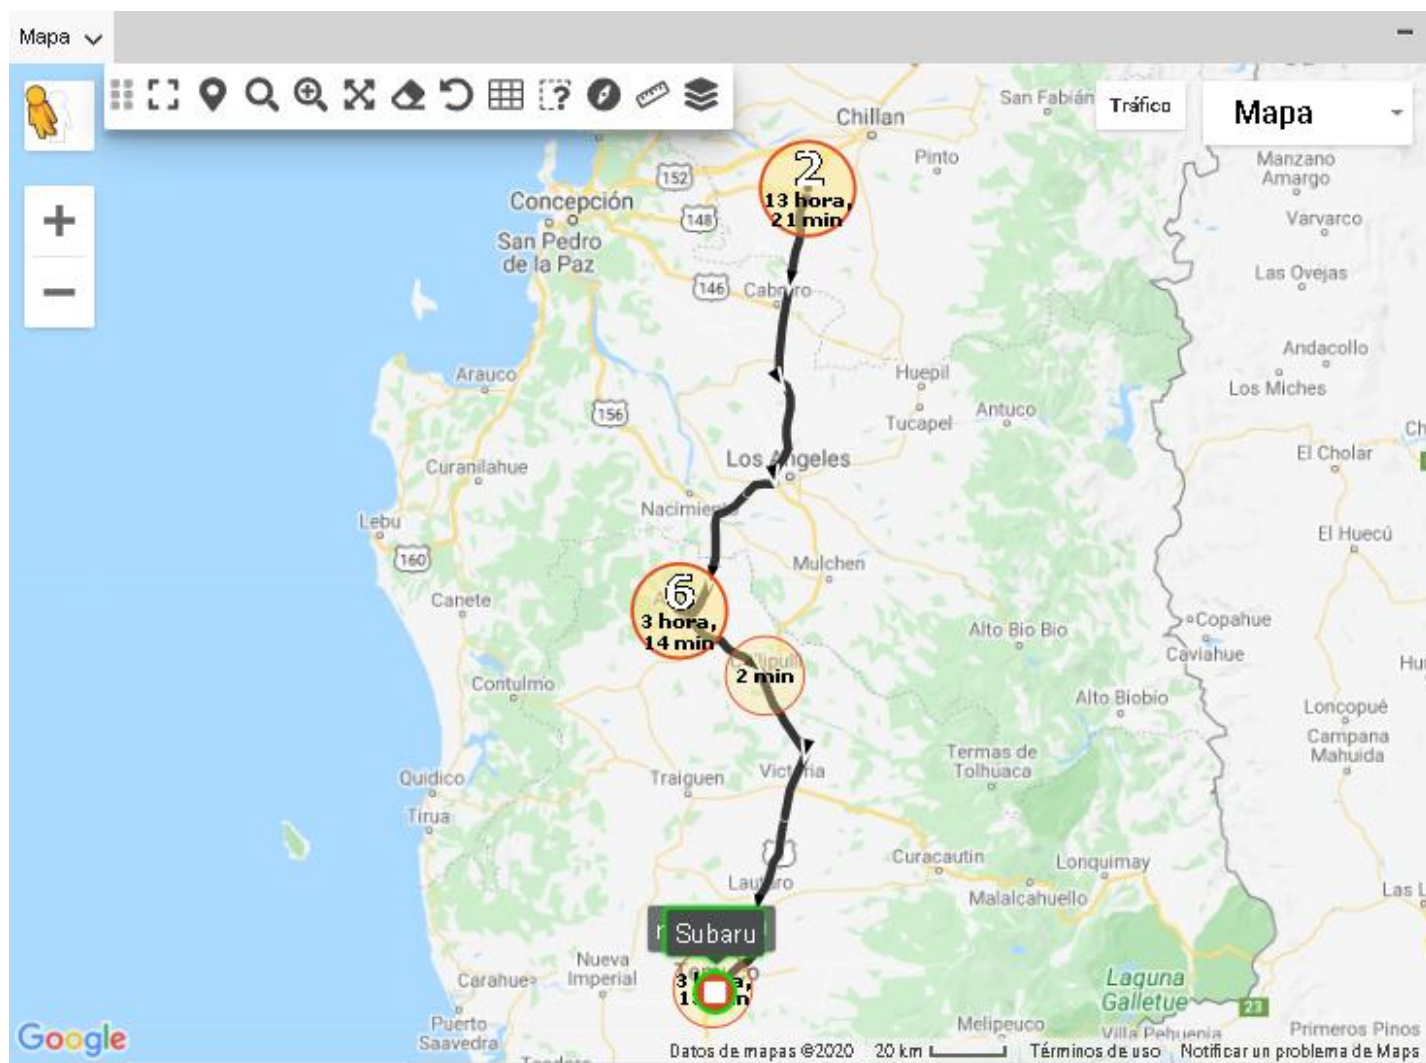 Mapa
Tráfico
Mapa
Chillan
San Fabián
Pinto
Manzano
Amargo
Varvarco
Las Ovejas
Andacollo
Los Miches
152
148
146
156
160
Concepción
San Pedro
de la Paz
2
13 hora,
21 min
Cabrero
Arauco
Huepil
Tucapel
Antuco
Los Angeles
Curanilahue
Nacimiento
Lebu
El Cholar
El Huecú
Mulchen
Canete
6
3 hora,
14 min
2 min
Alto Bio Bio
Copahue
Caviahue
Contulmo
Alto Biobio
Loncopué
Campana
Mahuida
Quidico
Tirua
Traiguen
Victoria
Termas de
Tolhuaca
Curacautin
Lonquimay
Malalcahuello
Lautaro
Subaru
Nueva
Imperial
Carahue
Puerto
Saavedra
Laguna
Galletue
23
Melipeuco
Villa Pehuenia
Primeros Pinos
Google
Datos de mapas ©2020
20 km
Términos de uso
Notificar un problema de Maps